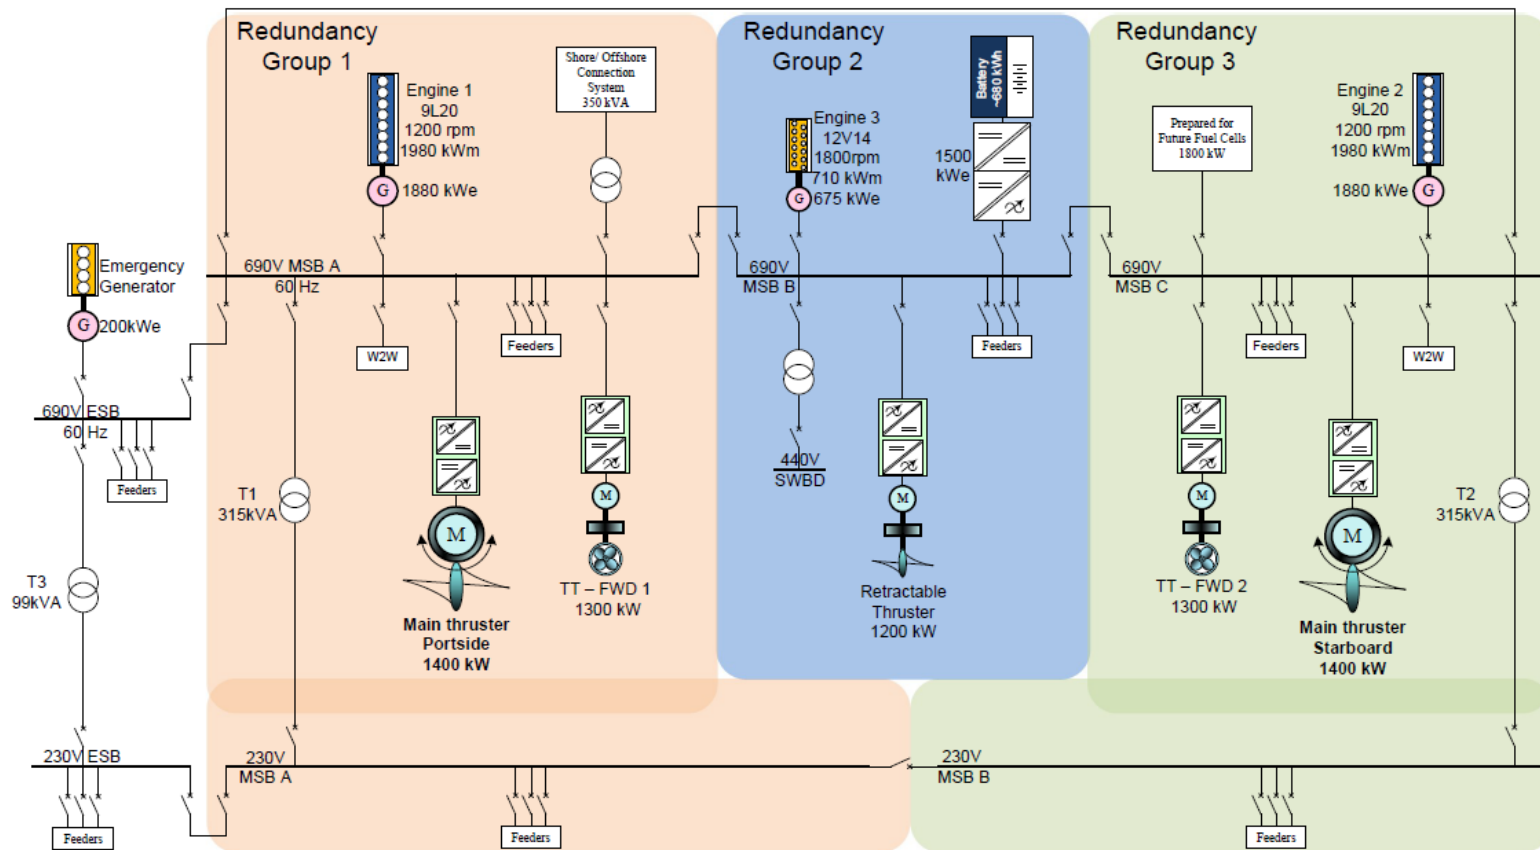 Redundancy
Group 1
Engine 1
9L20
1200 rpm
1980 kWm
G
1880 kWe
Shore/ Offshore
Connection
System
350 kVA
690V MSB A
60 Hz
W2W
Feeders
M
Main thruster
Portside
1400 kW
M
TT – FWD 1
1300 kW
T1
315kVA
Redundancy
Group 2
Engine 3
12V14
1800rpm
710 kWm
G
675 kWe
Battery
~680 kWh
1500
kWe
690V
MSB B
Feeders
440V
SWBD
M
Retractable
Thruster
1200 kW
Redundancy
Group 3
Prepared for
Future Fuel Cells
1800 kW
Engine 2
9L20
1200 rpm
1980 kWm
G
1880 kWe
690V
MSB C
Feeders
W2W
M
TT – FWD 2
1300 kW
M
Main thruster
Starboard
1400 kW
T2
315kVA
Emergency
Generator
G
200kWe
690V ESB
60 Hz
Feeders
T3
99kVA
230V ESB
Feeders
230V
MSB A
Feeders
230V
MSB B
Feeders